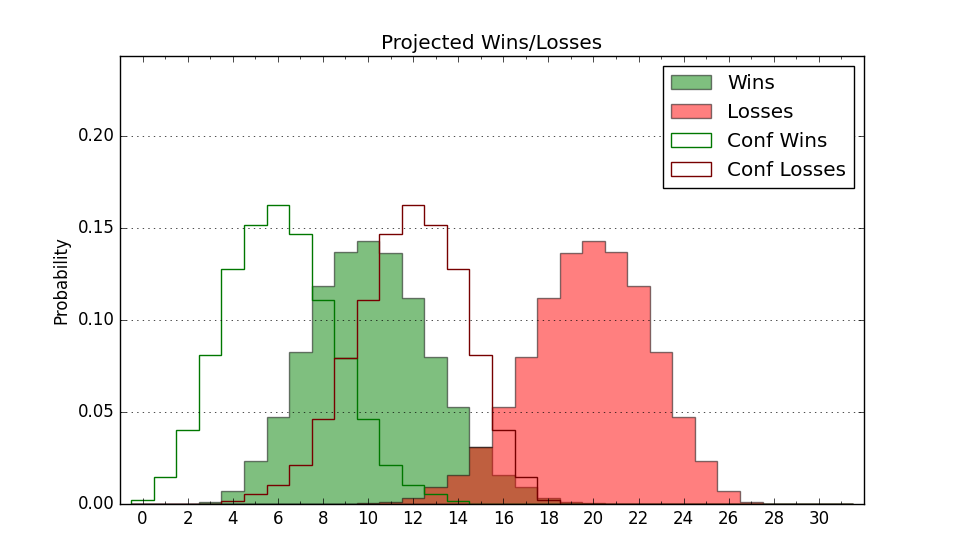 Projected Wins/Losses
Wins
Losses
Conf Wins
Conf Losses
Probability
0.20
0.15
0.10
0.05
0.00
0 2 4 6 8 10 12 14 16 18 20 22 24 26 28 30